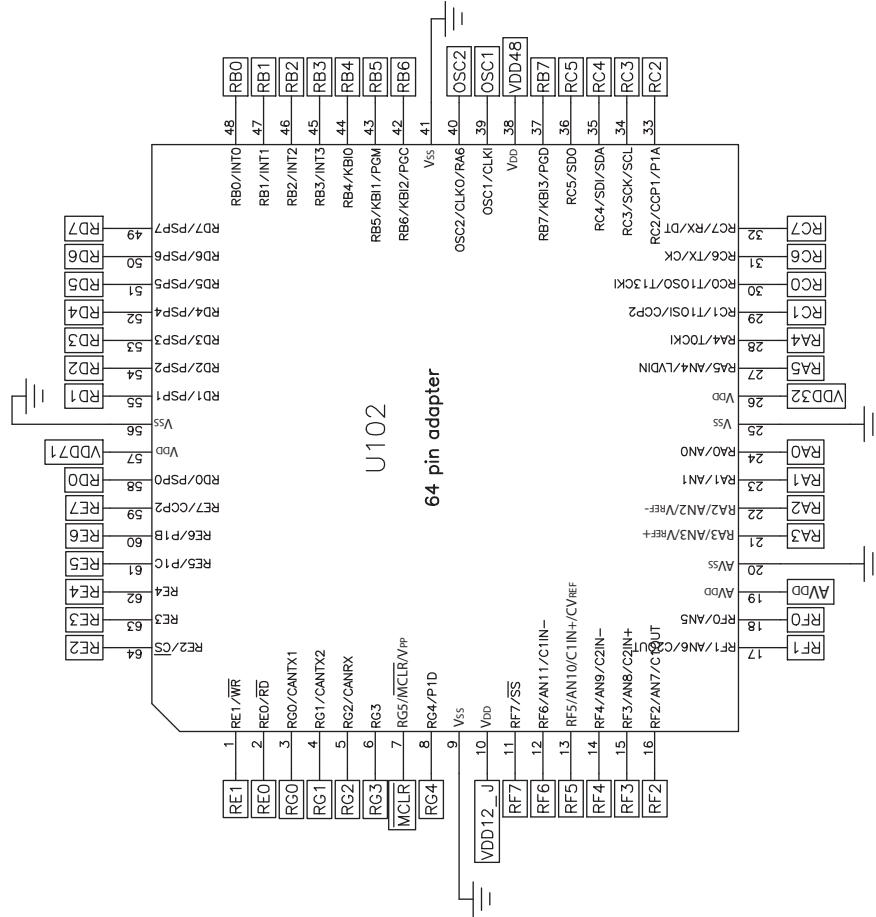 RB0
RB1
RB2
RB3
RB4
RB5
RB6
OSC2
OSC1
VDD48
RB7
RC5
RC4
RC3
RC2
48
47
46
45
44
43
42
41
40
39
38
37
36
35
34
33
RB0/INT0
RB1/INT1
RB2/INT2
RB3/INT3
RB4/KBI0
RB5/KBI1/PGM
RB6/KBI2/PGC
VSS
OSC2/CLKO/RA6
OSC1/CLKI
VDD
RB7/KBI3/PGD
RC5/SDO
RC4/SDI/SDA
RC3/SCK/SCL
RC2/CCP1/P1A
RD7 49 RD7/PSP7
RD6 50 RD6/PSP6
RD5 51 RD5/PSP5
RD4 52 RD4/PSP4
RD3 53 RD3/PSP3
RD2 54 RD2/PSP2
RD1 55 RD1/PSP1
56 VSS
VDD71 57 VDD
RD0 58 RD0/PSP0
RE7 59 RE7/CCP2
RE6 60 RE6/P1B
RE5 61 RE5/P1C
RE4 62 RE4
RE3 63 RE3
RE2 64 RE2/CS
U102
64 pin adapter
RC7/RX/DT 32 RC7
RC6/TX/CK 31 RC6
RC0/T1OSO/T13CKI 30 RC0
RC1/T1OSI/CCP2 29 RC1
RA4/TOCKI 28 RA4
RA5/AN4/LVDIN 27 RA5
VDD 26 VDD32
VSS 25
RA0/AN0 24 RA0
RA1/AN1 23 RA1
RA2/AN2/VREF- 22 RA2
RA3/AN3/VREF+ 21 RA3
AVSS 20
AVDD 19 AVDD
RF0/AN5 18 RF0
RF1/AN6/C2OUT 17 RF1
RE1/WR
RE0/RD
RG0/CANTX1
RG1/CANTX2
RG2/CANRX
RG3
RG5/MCLR/VPP
RG4/P1D
VSS
VDD
RF7/SS
RF6/AN11/C1IN-
RF5/AN10/C1IN+/CVREF
RF4/AN9/C2IN-
RF3/AN8/C2IN+
RF2/AN7/C1OUT
1
2
3
4
5
6
7
8
9
10
11
12
13
14
15
16
RE1
RE0
RG0
RG1
RG2
RG3
MCLR
RG4
VDD12_J
RF7
RF6
RF5
RF4
RF3
RF2